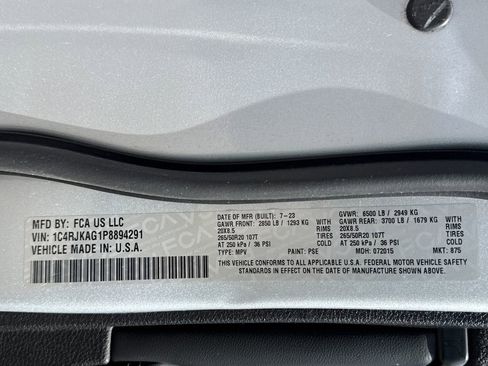 MFD BY: FCA US LLC
VIN: 1C4RJKAG1P8894291
VEHICLE MADE IN: U.S.A.
DATE OF MFR (BUILT): 7-23 GVWR: 6500 LB / 2949 KG
GAWR FRONT: 2850 LB / 1293 KG GAWR REAR: 3700 LB / 1679 KG
20X8.5 RIMS 20X8.5 RIMS
265/50R20 107T TIRES 265/50R20 107T TIRES
AT 250 kPa / 36 PSI AT 250 kPa / 36 PSI
TYPE: MPV PAINT: PSE MDH: 072015 MKT: 875
THIS VEHICLE CONFORMS TO ALL APPLICABLE U.S.A. FEDERAL MOTOR VEHICLE SAFETY
STANDARDS IN EFFECT ON THE DATE OF MANUFACTURE SHOWN ABOVE.